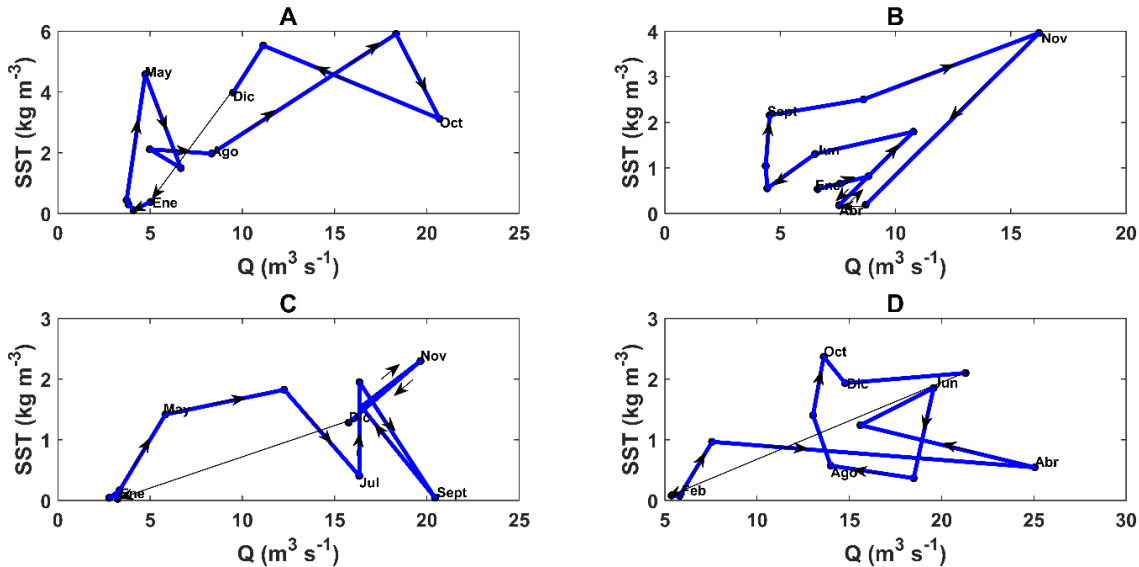 A
SST (kg m⁻³)
6
4
2
0
May
Dic
Oct
Ago
Ene
0 5 10 15 20 25
Q (m³ s⁻¹)
B
SST (kg m⁻³)
4
3
2
1
0
Nov
Sept
Jun
Ene
Abr
0 5 10 15 20
Q (m³ s⁻¹)
C
SST (kg m⁻³)
3
2
1
0
Nov
May
Dic
Jul
Ene
Sept
0 5 10 15 20 25
Q (m³ s⁻¹)
D
SST (kg m⁻³)
3
2
1
0
Oct
Dic
Jun
Abr
Ago
Feb
5 10 15 20 25 30
Q (m³ s⁻¹)